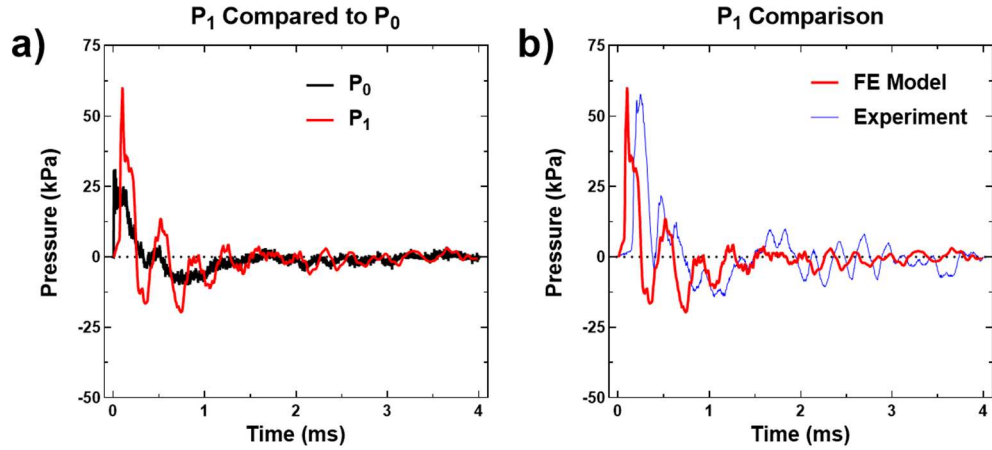 a)
P₁ Compared to P₀
Pressure (kPa)
75
50
25
0
-25
-50
P₀
P₁
0 1 2 3 4
Time (ms)
b)
P₁ Comparison
Pressure (kPa)
75
50
25
0
-25
-50
FE Model
Experiment
0 1 2 3 4
Time (ms)